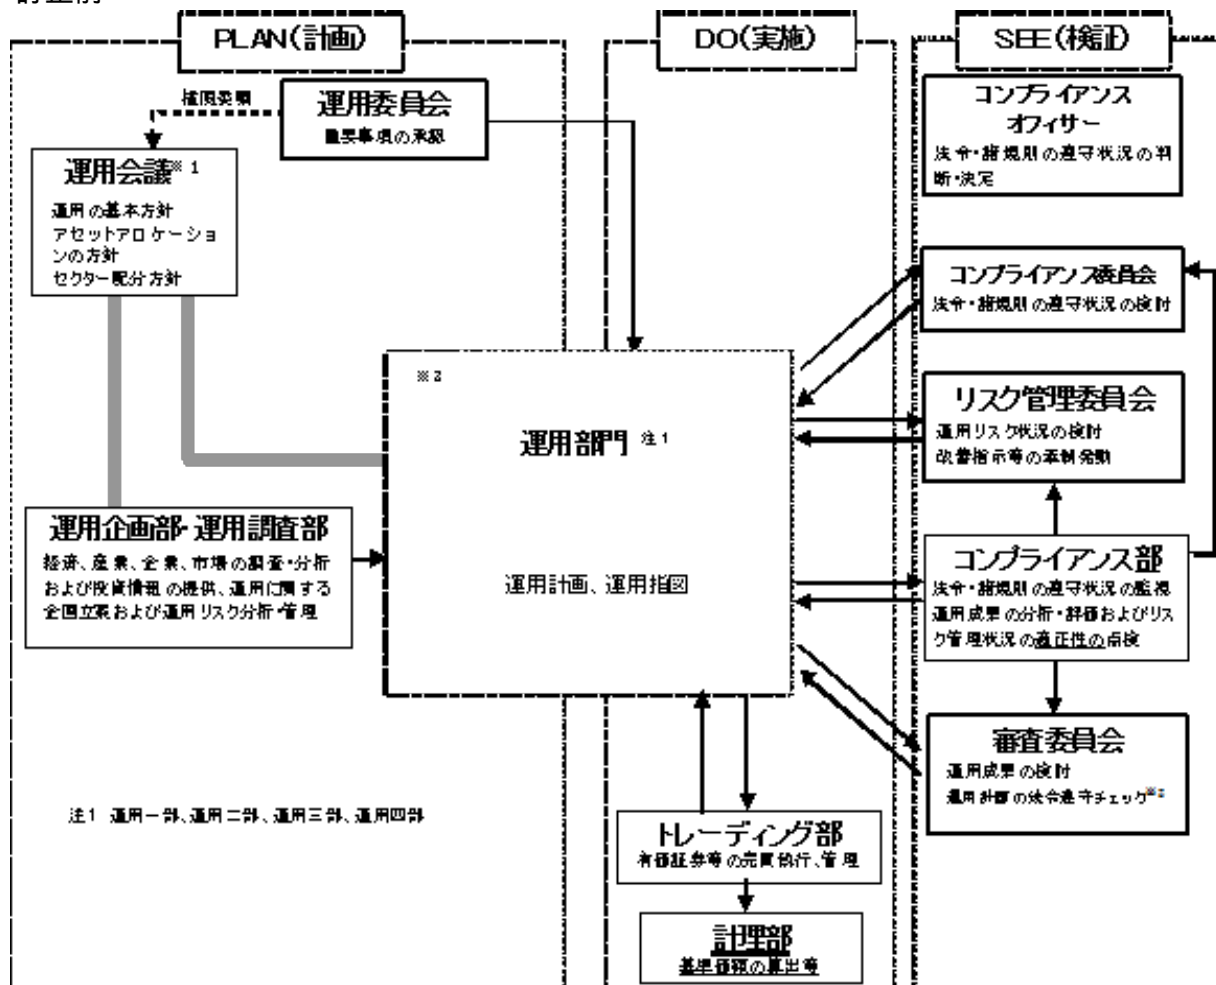 訂正前
PLAN(計画)
DO(実施)
SEE(検証)
権限委嘱
運用委員会
重要事項の承認
運用会議※1
運用の基本方針
アセットアロケーショ
ンの方針
セクター配分方針
コンプライアンス
オフィサー
法令・諸規則の遵守状況の判
断・決定
コンプライアンス委員会
法令・諸規則の遵守状況の検討
※2
運用部門 注1
運用計画、運用指図
リスク管理委員会
運用リスク状況の検討
改善指示等の牽制発動
運用企画部・運用調査部
経済、産業、企業、市場の調査・分析
および投資情報の提供、運用に関する
企画立案および運用リスク分析・管理
コンプライアンス部
法令・諸規則の遵守状況の監視
運用成果の分析・評価およびリス
ク管理状況の適正性の点検
審査委員会
運用成果の検討
運用計画の法令遵守チェック
注1 運用一部、運用二部、運用三部、運用四部
トレーディング部
有価証券等の売買執行、管理
計理部
基準価額の算出等